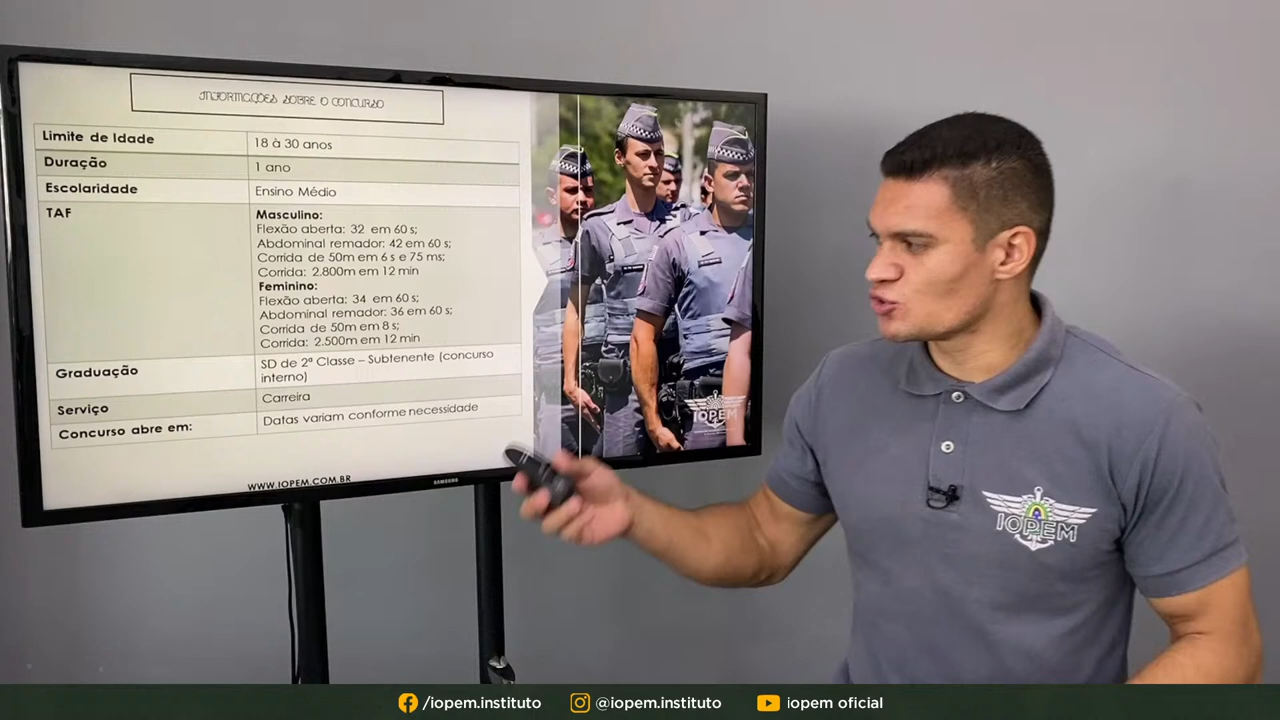 INFORMAÇÕES SOBRE O CONCURSO
Limite de Idade 18 à 30 anos
Duração 1 ano
Escolaridade Ensino Médio
TAF Masculino:
Flexão aberta: 32 em 60 s;
Abdominal remador: 42 em 60 s;
Corrida de 50m em 6 s e 75 ms;
Corrida: 2.800m em 12 min
Feminino:
Flexão aberta: 34 em 60 s;
Abdominal remador: 36 em 60 s;
Corrida de 50m em 8 s;
Corrida: 2.500m em 12 min
Graduação SD de 2ª Classe – Subtenente (concurso
interno)
Serviço Carreira
Concurso abre em: Datas variam conforme necessidade
WWW.IOPEM.COM.BR
SAMSUNG
IOPEM
IOPEM
/iopem.instituto @iopem.instituto iopem oficial